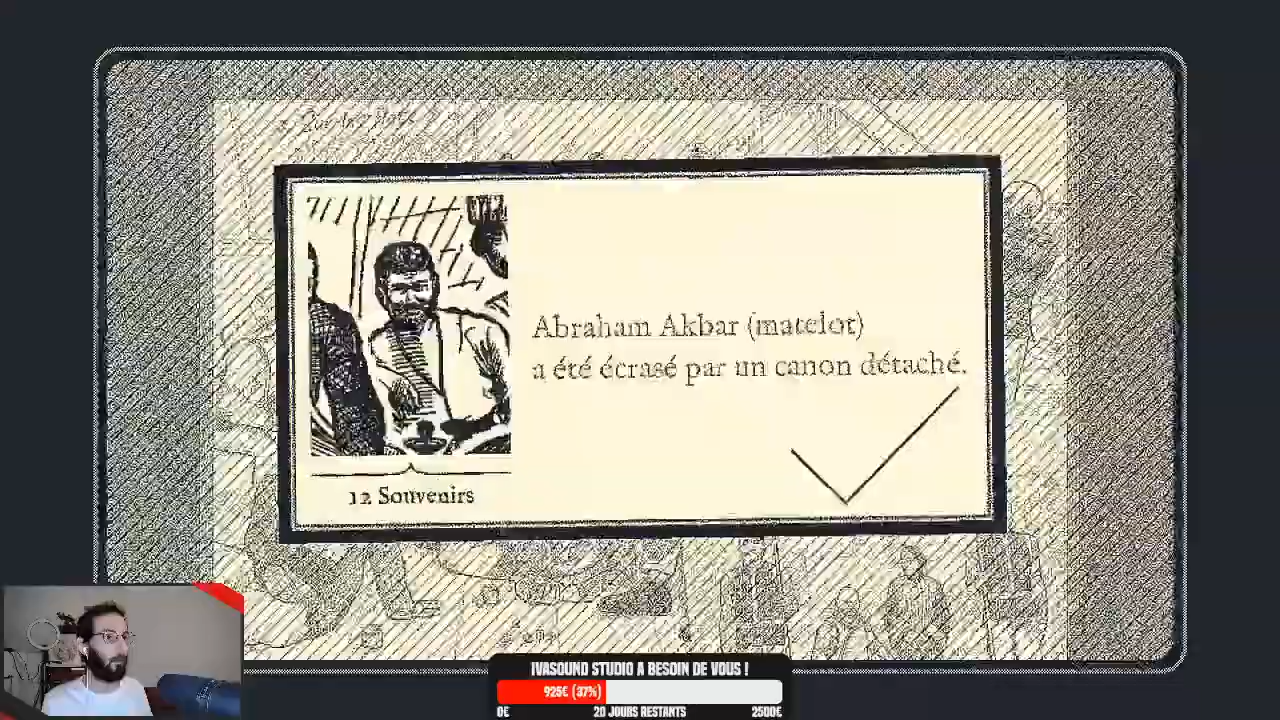 Abraham Akbar (matelot)
a été écrasé par un canon détaché.
12 Souvenirs
IVASOUND STUDIO A BESOIN DE VOUS !
925€ (37%)
0€ 20 JOURS RESTANTS 2500€